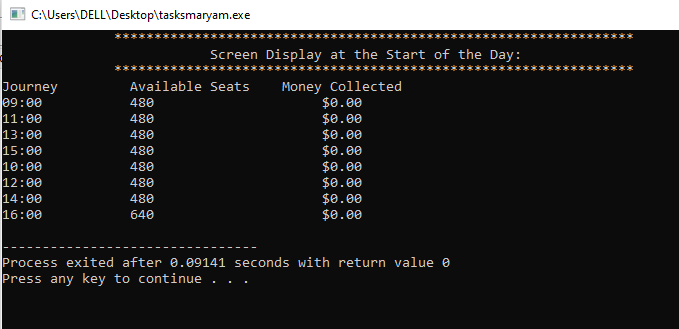 C:\Users\DELL\Desktop\tasksmaryam.exe
*****************************************************************
Screen Display at the Start of the Day:
*****************************************************************
Journey Available Seats Money Collected
09:00 480 $0.00
11:00 480 $0.00
13:00 480 $0.00
15:00 480 $0.00
10:00 480 $0.00
12:00 480 $0.00
14:00 480 $0.00
16:00 640 $0.00
--------------------------------
Process exited after 0.09141 seconds with return value 0
Press any key to continue . . .